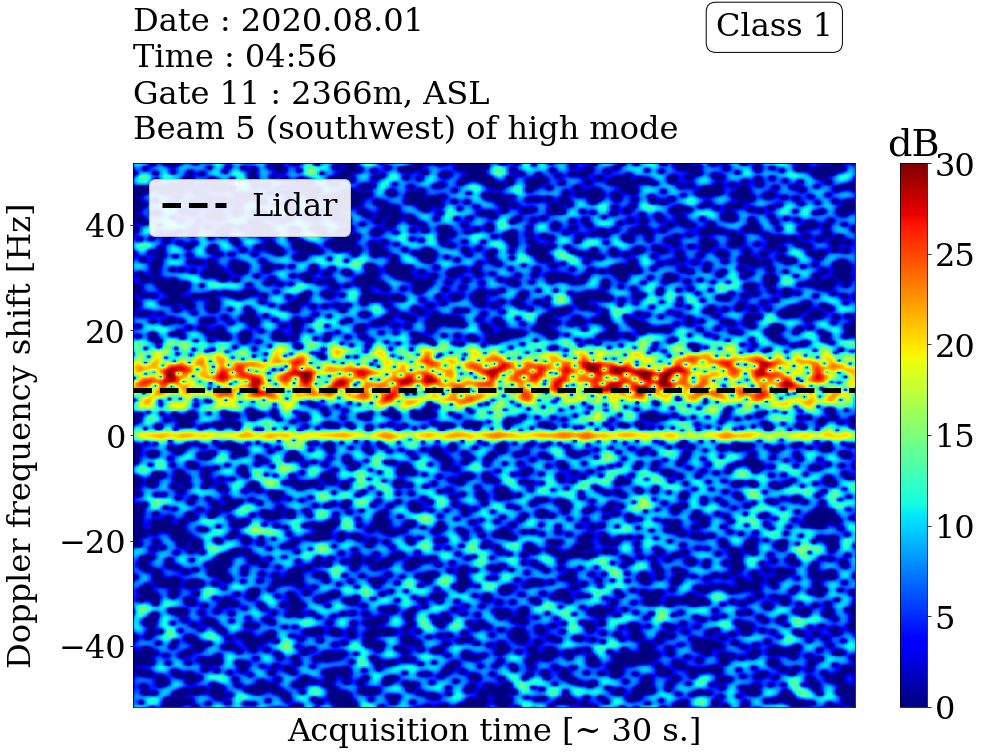 Date : 2020.08.01
Time : 04:56
Gate 11 : 2366m, ASL
Beam 5 (southwest) of high mode
Class 1
dB
Lidar
Doppler frequency shift [Hz]
40
20
0
−20
−40
30
25
20
15
10
5
0
Acquisition time [~ 30 s.]